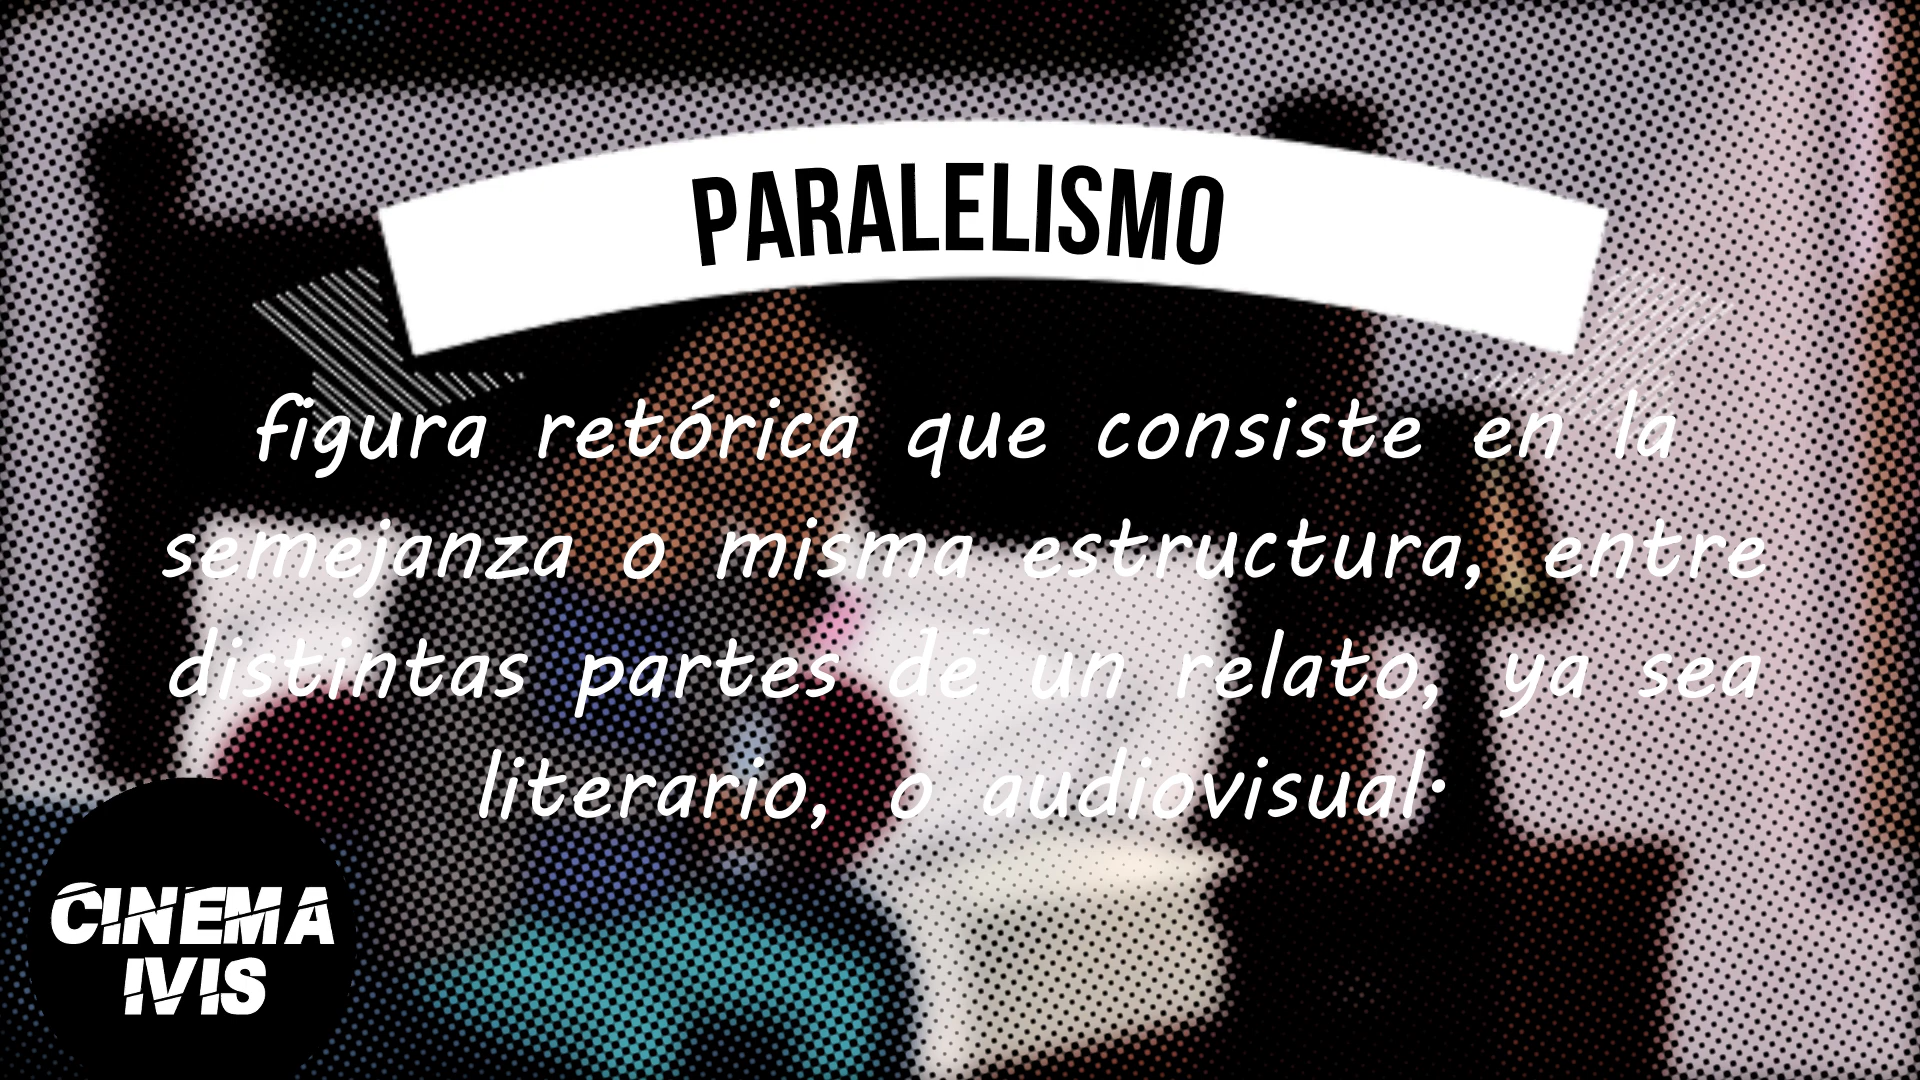 PARALELISMO
figura retórica que consiste en la
semejanza o misma estructura, entre
distintas partes de un relato, ya sea
literario, o audiovisual.
CINEMA
IVIS